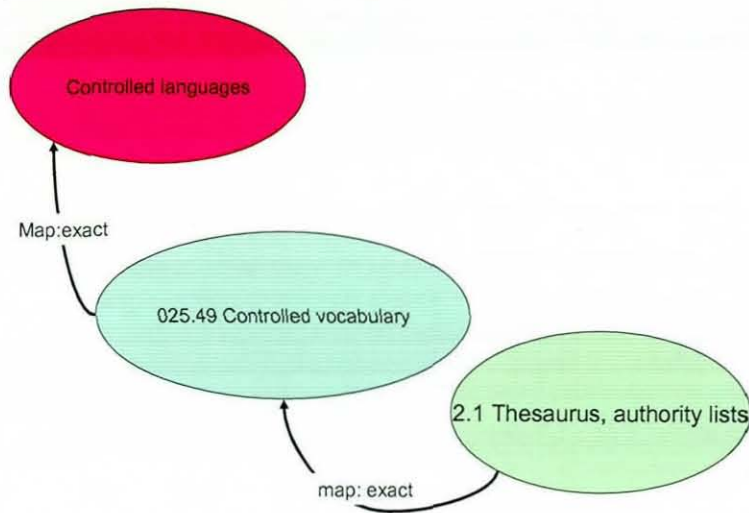 Controlled languages
Map:exact
025.49 Controlled vocabulary
2.1 Thesaurus, authority lists
map: exact